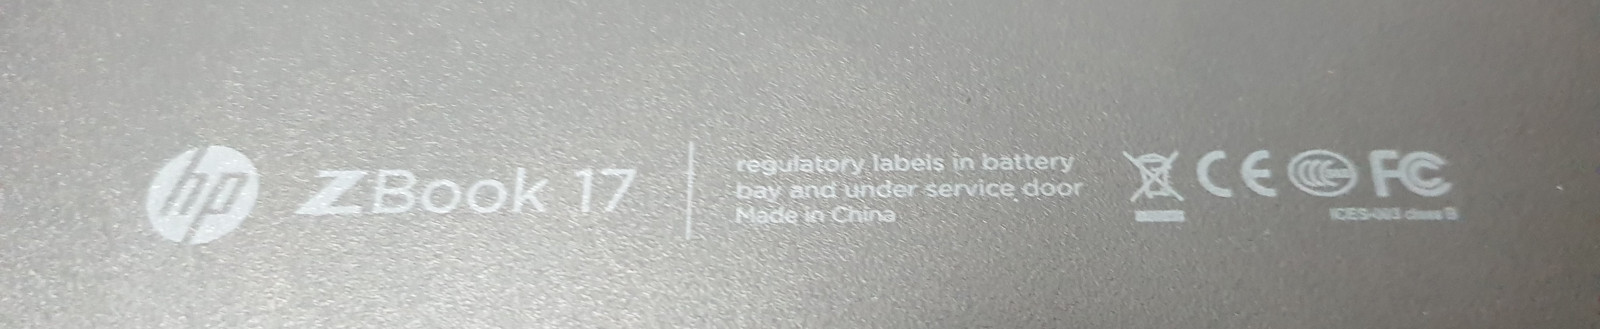 hp ZBook 17
regulatory labels in battery
bay and under service door
Made in China
CE CCC FC
ICES-003 class B